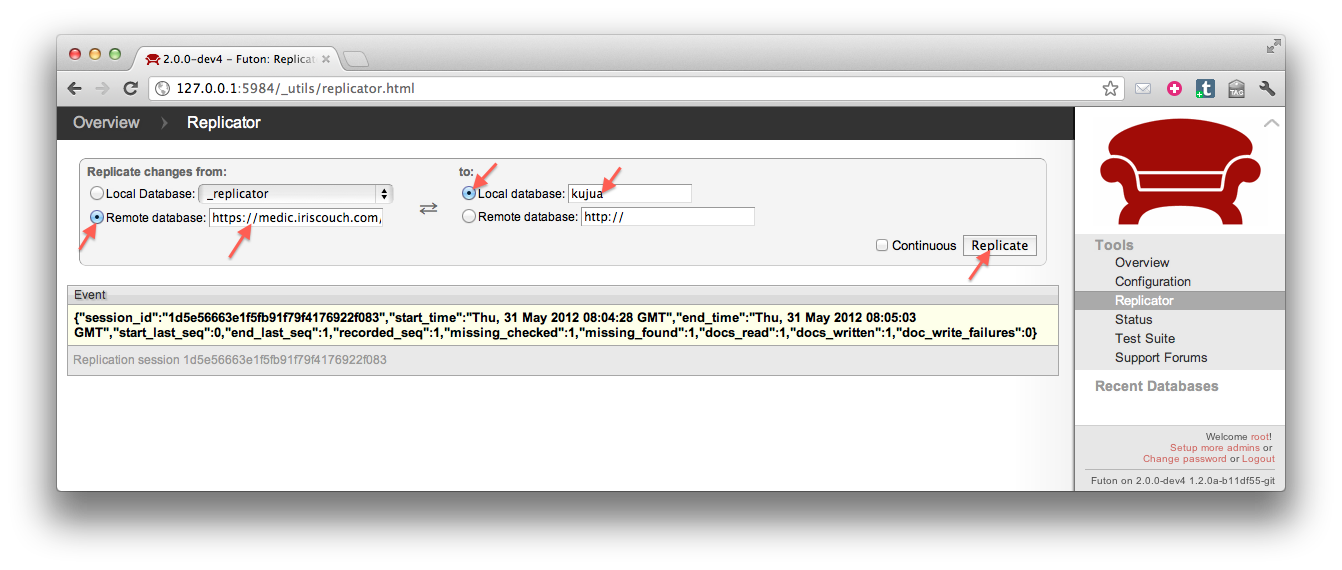 2.0.0-dev4 – Futon: Replicat
127.0.0.1:5984/_utils/replicator.html
TAG
Overview
Replicator
Replicate changes from:
to:
Local Database: _replicator
Local database: kujua
Remote database: https://medic.iriscouch.com/
Remote database: http://
Continuous
Replicate
Event
{"session_id":"1d5e56663e1f5fb91f79f4176922f083","start_time":"Thu, 31 May 2012 08:04:28 GMT","end_time":"Thu, 31 May 2012 08:05:03
GMT","start_last_seq":0,"end_last_seq":1,"recorded_seq":1,"missing_checked":1,"missing_found":1,"docs_read":1,"docs_written":1,"doc_write_failures":0}
Replication session 1d5e56663e1f5fb91f79f4176922f083
Tools
Overview
Configuration
Replicator
Status
Test Suite
Support Forums
Recent Databases
Welcome root!
Setup more admins or
Change password or Logout
Futon on 2.0.0-dev4 1.2.0a-b11df55-git